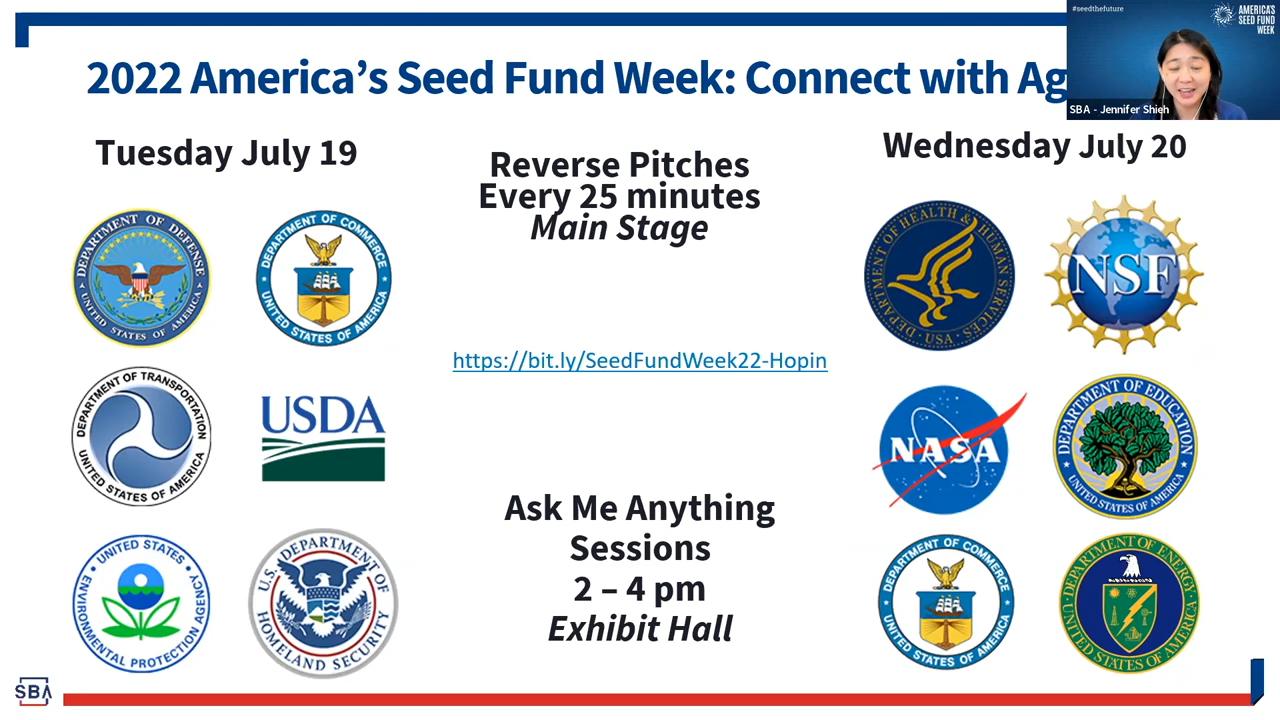 #seedthefuture
AMERICA'S
SEED FUND
WEEK
SBA - Jennifer Shieh
2022 America's Seed Fund Week: Connect with Ag
Tuesday July 19
DEPARTMENT OF DEFENSE
UNITED STATES OF AMERICA
DEPARTMENT OF COMMERCE
UNITED STATES OF AMERICA
DEPARTMENT OF TRANSPORTATION
UNITED STATES OF AMERICA
USDA
UNITED STATES
ENVIRONMENTAL PROTECTION AGENCY
U.S. DEPARTMENT OF
HOMELAND SECURITY
Reverse Pitches
Every 25 minutes
Main Stage
https://bit.ly/SeedFundWeek22-Hopin
Ask Me Anything
Sessions
2 – 4 pm
Exhibit Hall
Wednesday July 20
DEPARTMENT OF HEALTH & HUMAN SERVICES · USA
NSF
NASA
DEPARTMENT OF EDUCATION
UNITED STATES OF AMERICA
DEPARTMENT OF COMMERCE
UNITED STATES OF AMERICA
DEPARTMENT OF ENERGY
UNITED STATES OF AMERICA
SBA